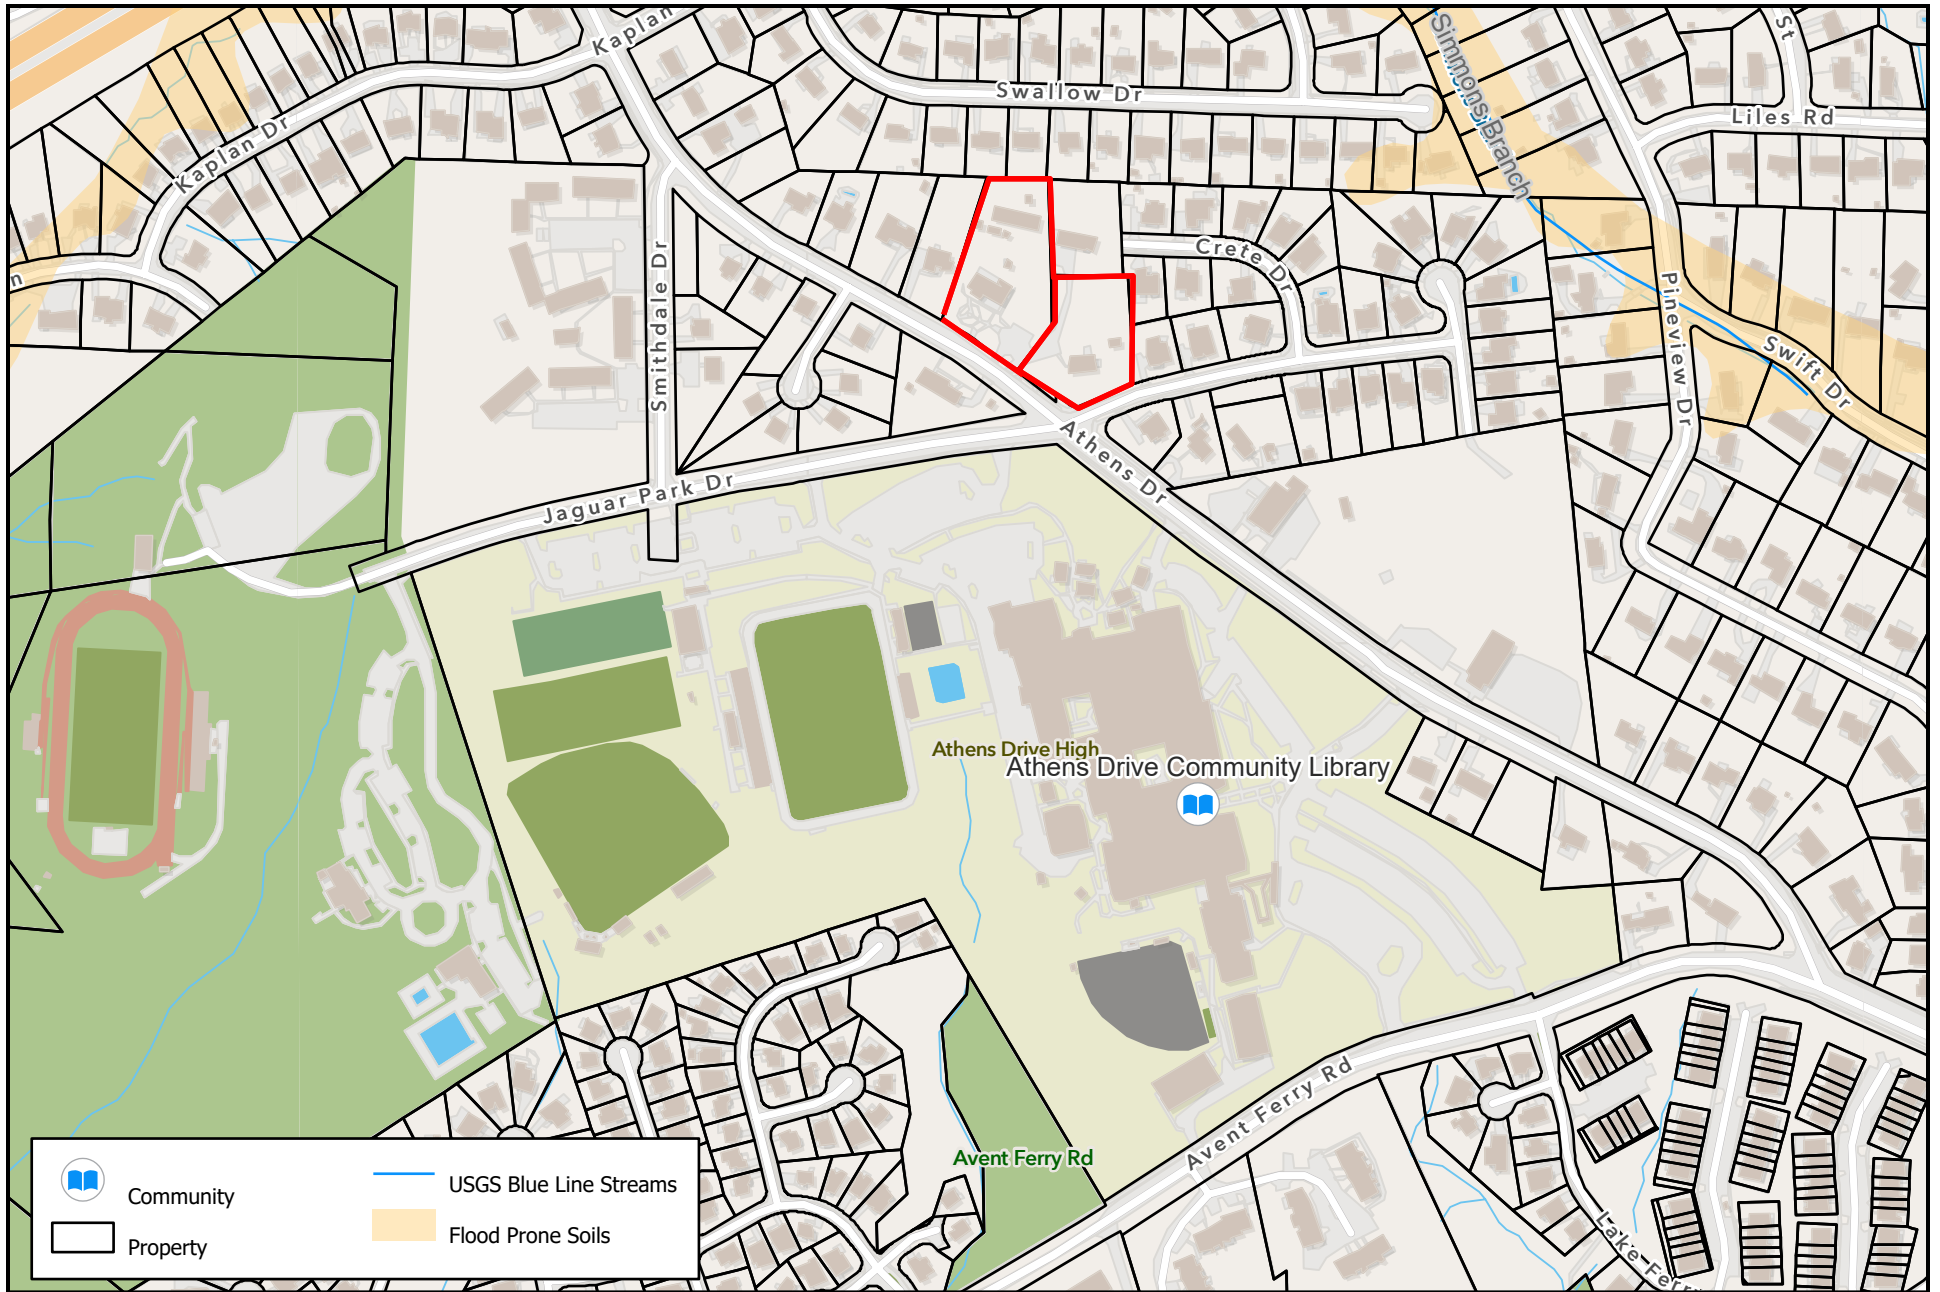 Kaplan
St
Simmons Branch
Swallow Dr
Liles Rd
Kaplan Dr
Crete Dr
n
Smithdale Dr
Pineview Dr
Swift Dr
Athens Dr
Jaguar Park Dr
Athens Drive High
Athens Drive Community Library
Avent Ferry Rd
Avent Ferry Rd
Lake Ferr
Community
Property
USGS Blue Line Streams
Flood Prone Soils